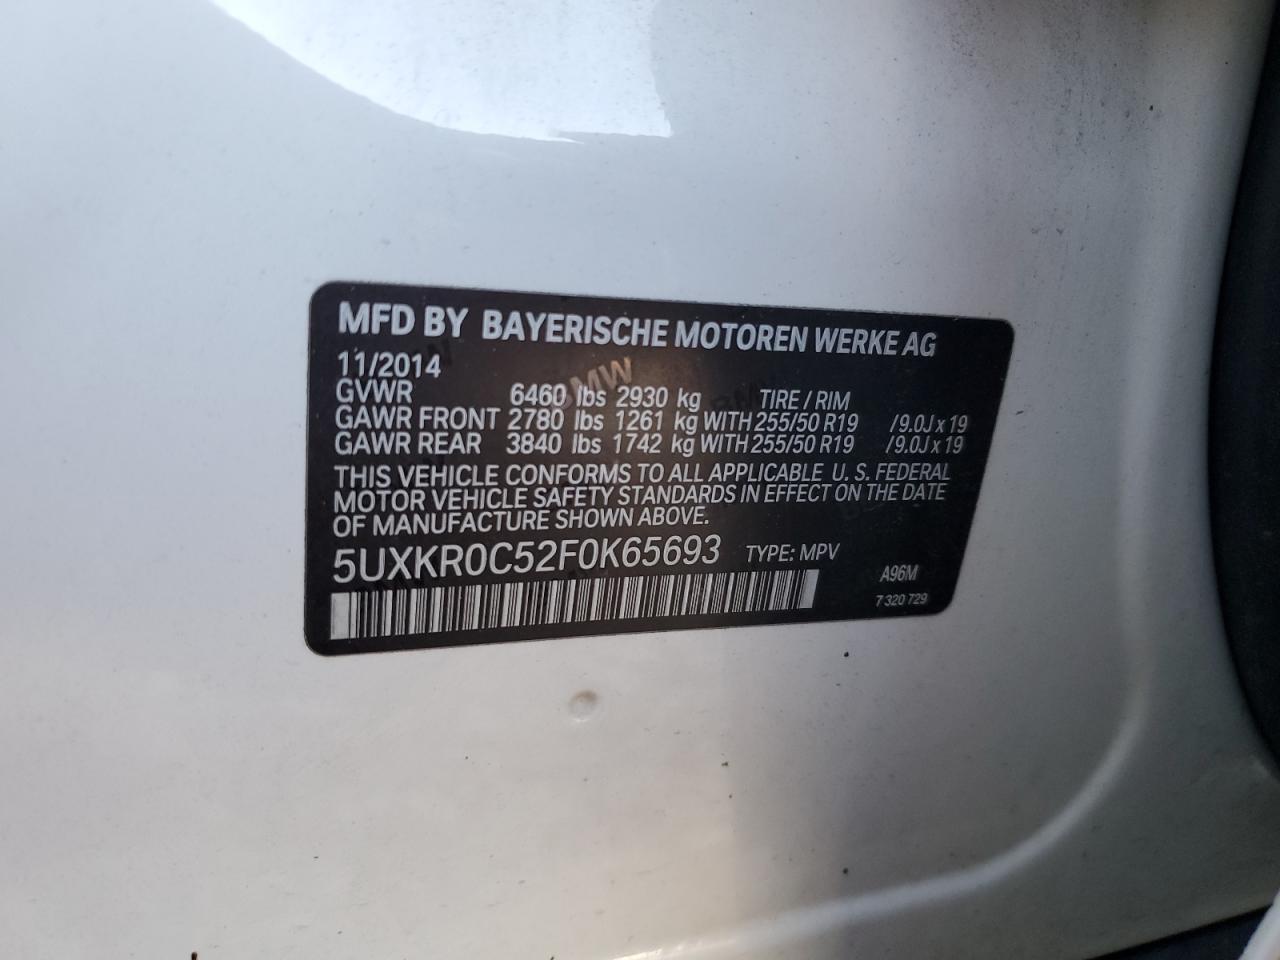 MFD BY BAYERISCHE MOTOREN WERKE AG
11/2014
GVWR 6460 lbs 2930 kg TIRE / RIM
GAWR FRONT 2780 lbs 1261 kg WITH 255/50 R19 /9.0J x 19
GAWR REAR 3840 lbs 1742 kg WITH 255/50 R19 /9.0J x 19
THIS VEHICLE CONFORMS TO ALL APPLICABLE U. S. FEDERAL
MOTOR VEHICLE SAFETY STANDARDS IN EFFECT ON THE DATE
OF MANUFACTURE SHOWN ABOVE.
5UXKR0C52F0K65693 TYPE: MPV
A96M
7 320 729
BMW